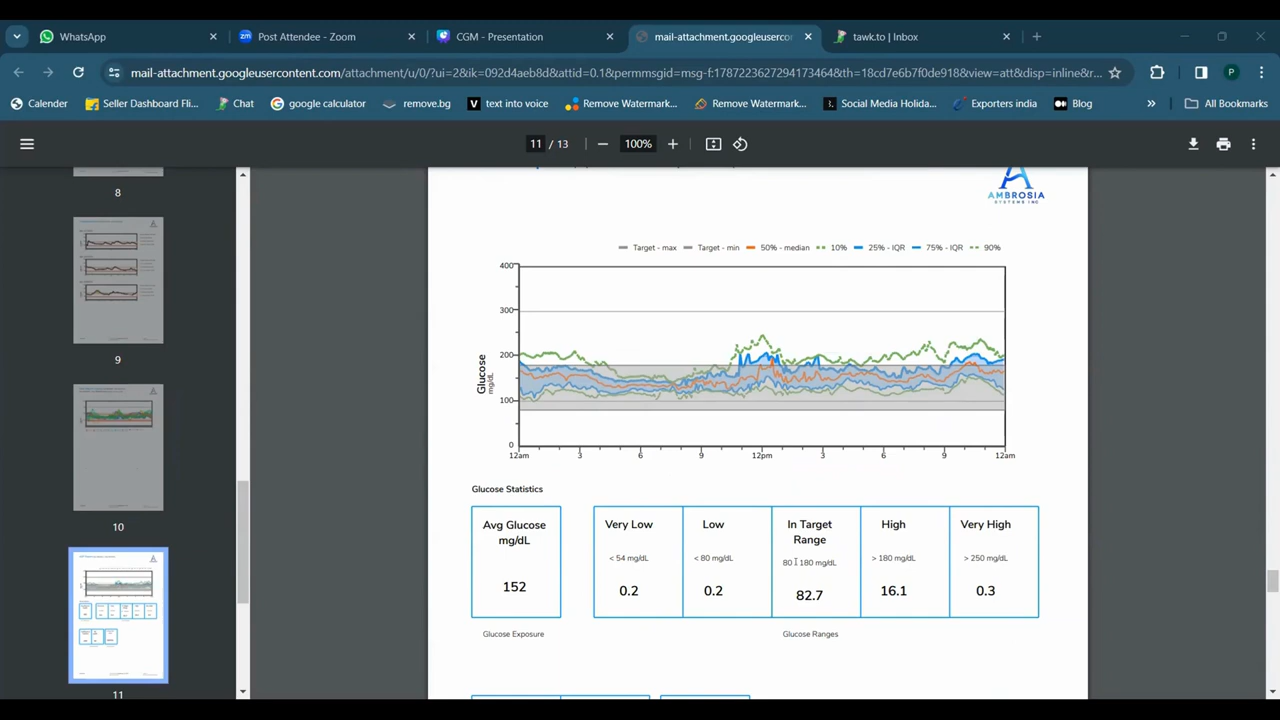 WhatsApp
Post Attendee - Zoom
CGM - Presentation
mail-attachment.googleuserco
tawk.to | Inbox
mail-attachment.googleusercontent.com/attachment/u/0/?ui=2&ik=092d4aeb8d&attid=0.1&permmsgid=msg-f:1787223627294173464&th=18cd7e6b7f0de918&view=att&disp=inline&r...
P
Calender
Seller Dashboard Fli...
Chat
google calculator
remove.bg
V text into voice
Remove Watermark...
Remove Watermark...
Social Media Holida...
Exporters india
Blog
»
All Bookmarks
11 / 13
100%
8
9
10
11
AMBROSIA
SYSTEMS INC
Target - max
Target - min
50% - median
10%
25% - IQR
75% - IQR
90%
400
300
200
100
0
Glucose
mg/dL
12am
3
6
9
12pm
3
6
9
12am
Glucose Statistics
Avg Glucose
mg/dL
152
Very Low
< 54 mg/dL
0.2
Low
< 80 mg/dL
0.2
In Target
Range
80 - 180 mg/dL
82.7
High
> 180 mg/dL
16.1
Very High
> 250 mg/dL
0.3
Glucose Exposure
Glucose Ranges